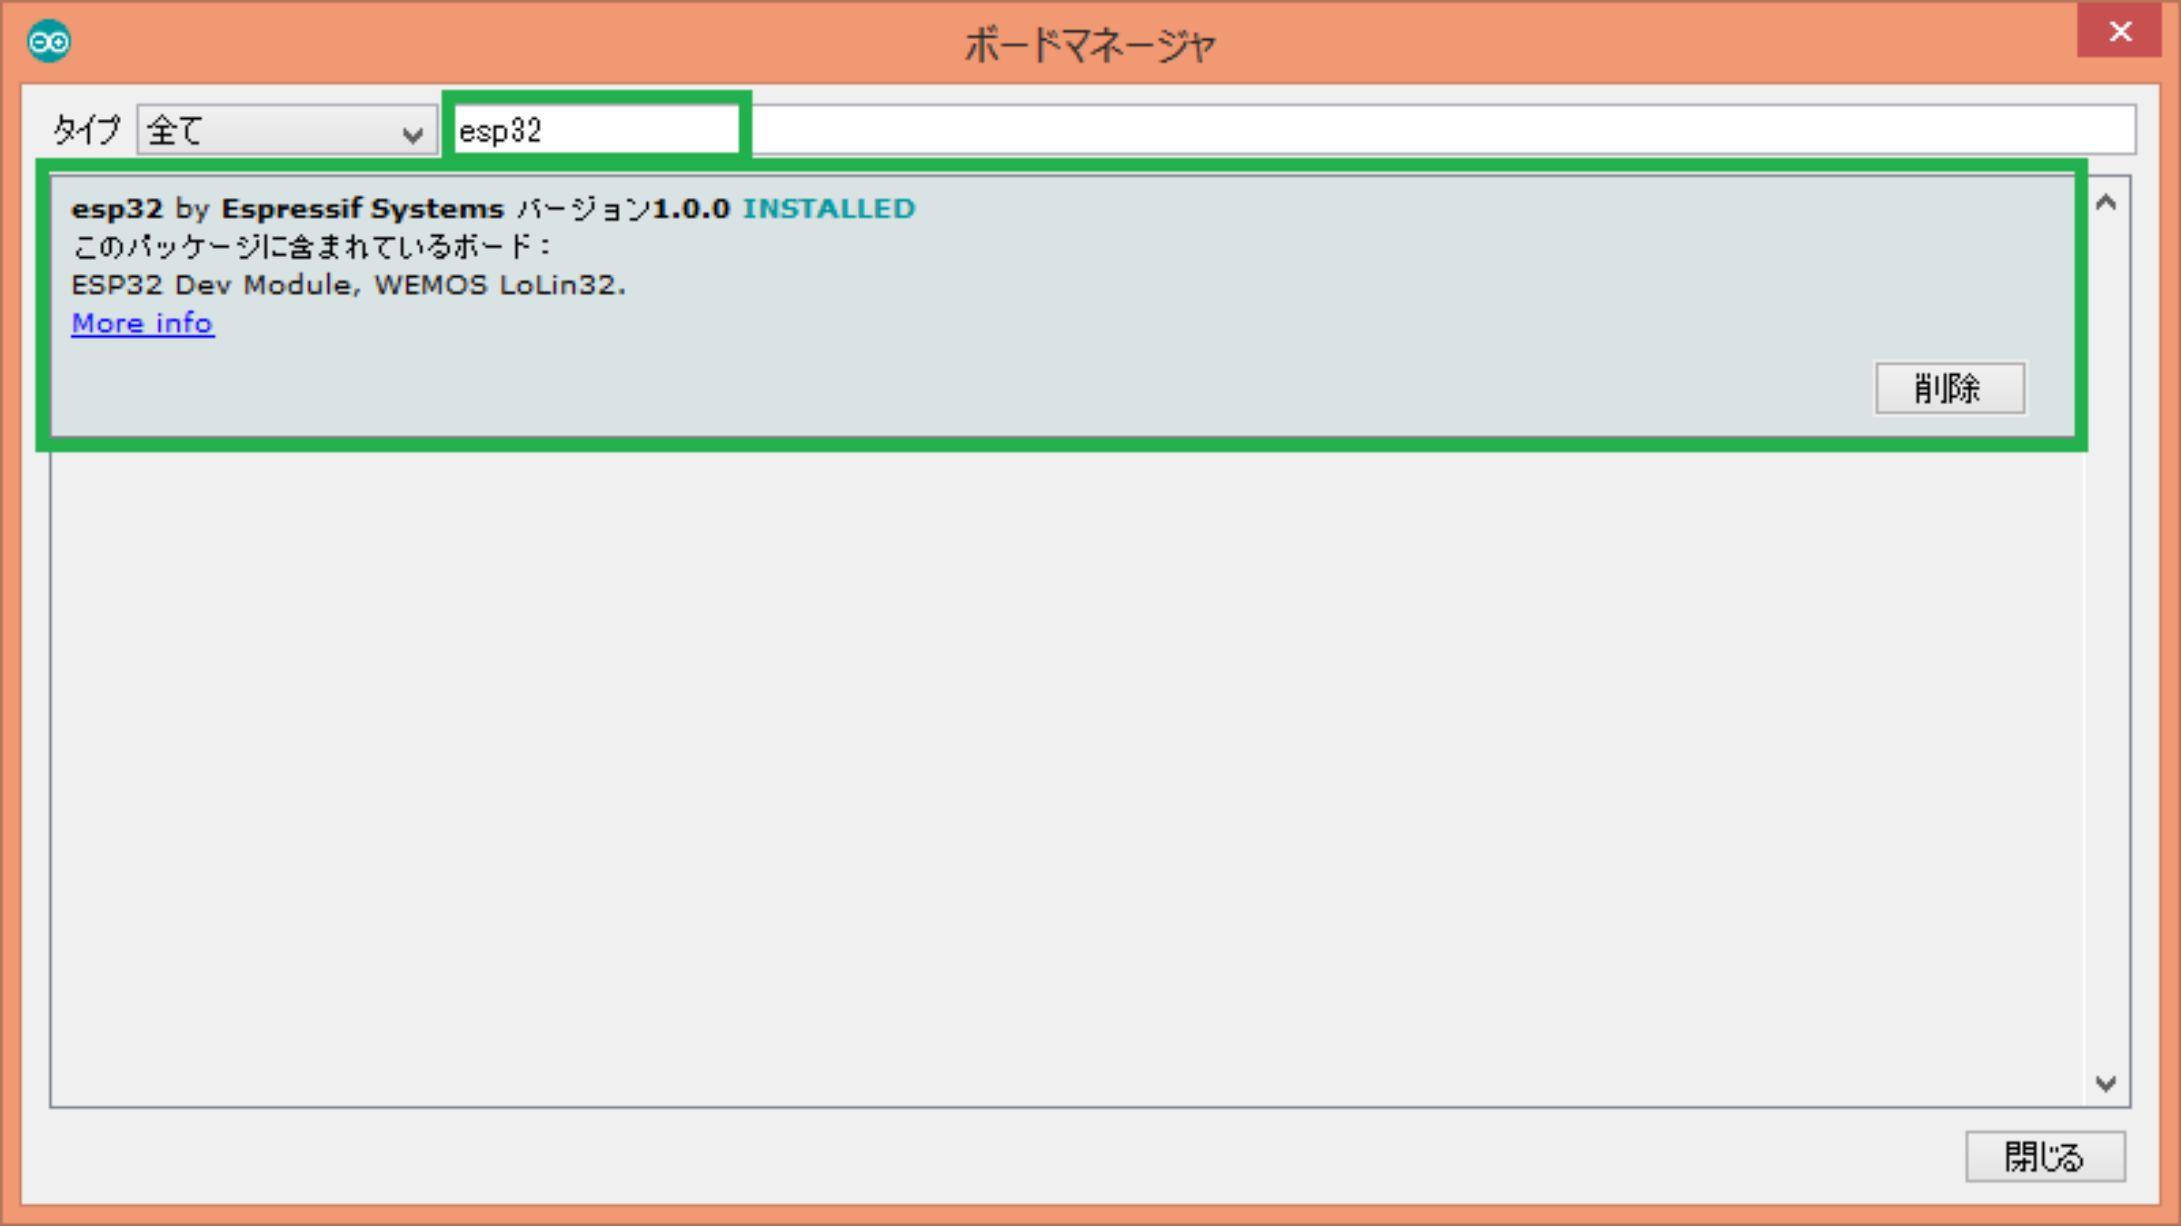 ボードマネージャ
タイプ 全て esp32
esp32 by Espressif Systems バージョン1.0.0 INSTALLED
このパッケージに含まれているボード：
ESP32 Dev Module, WEMOS LoLin32.
More info
削除
閉じる